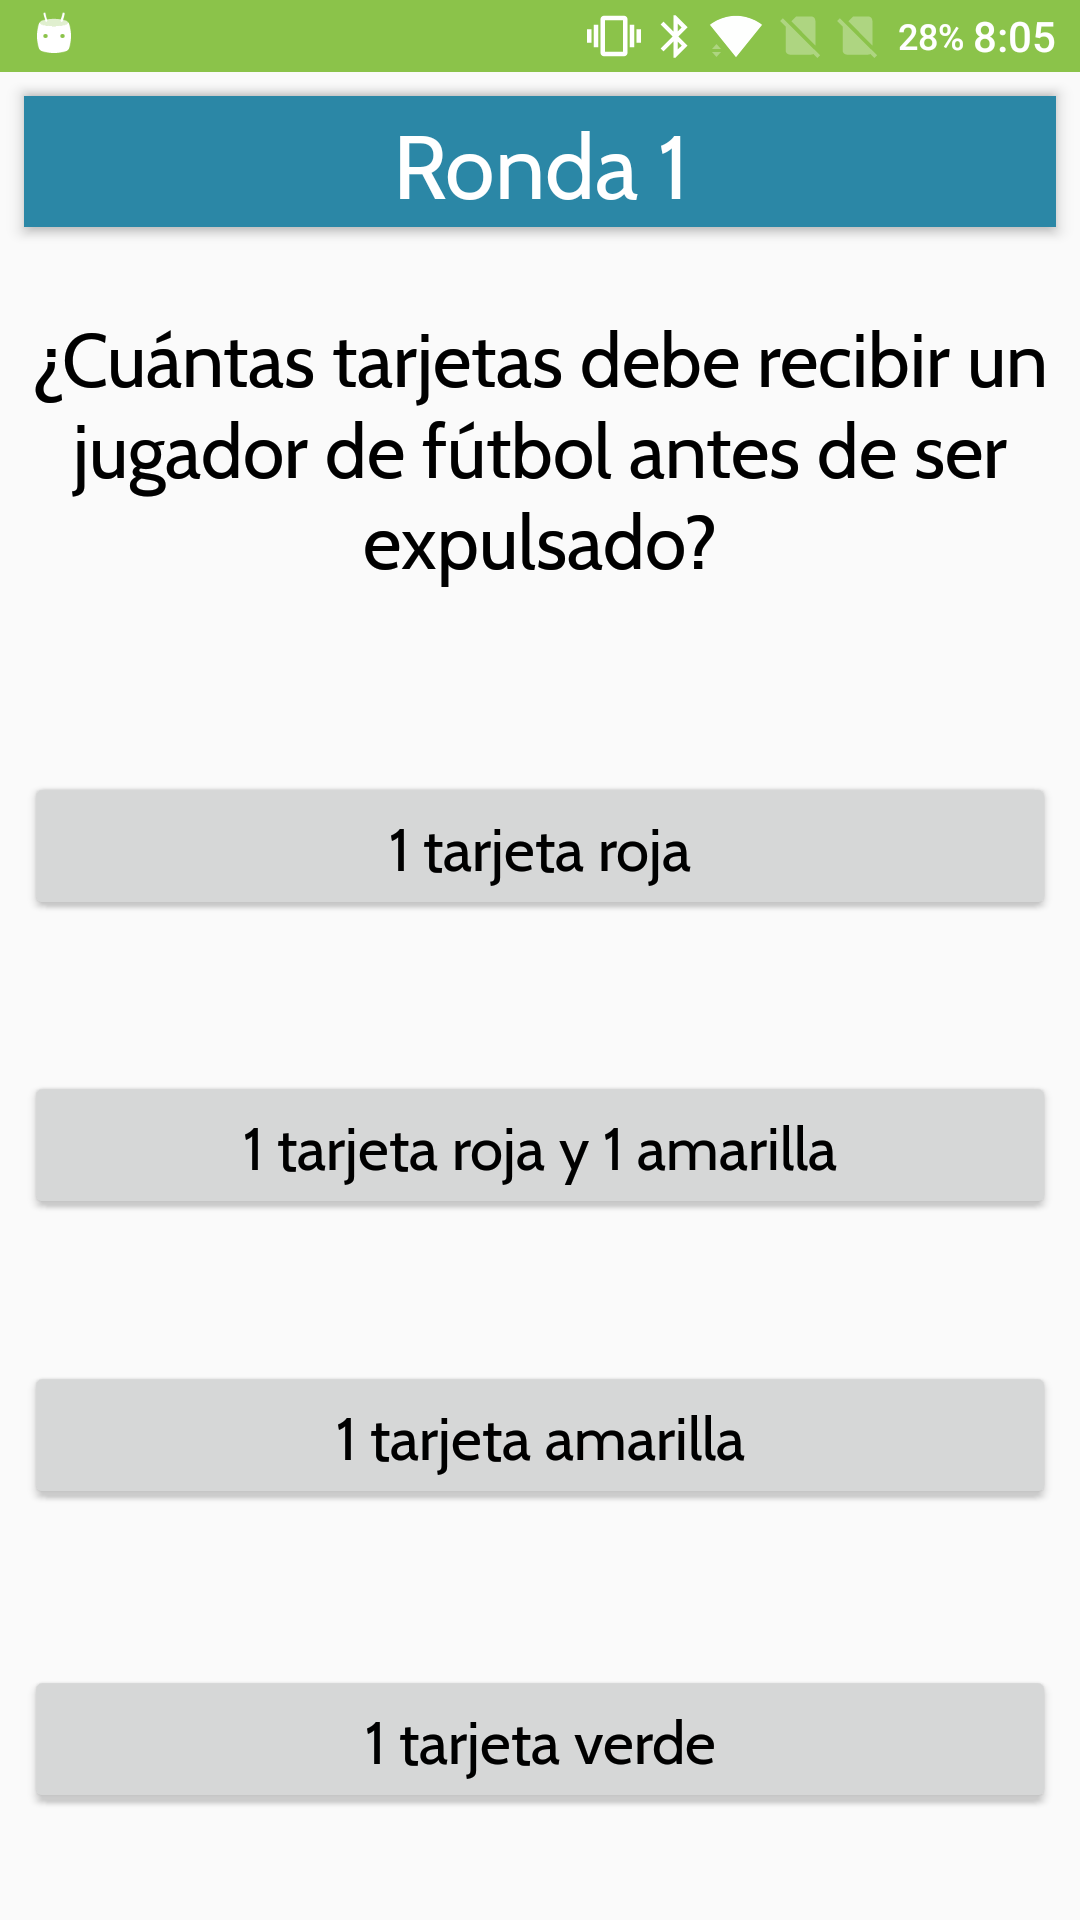 28% 8:05
Ronda 1
¿Cuántas tarjetas debe recibir un
jugador de fútbol antes de ser
expulsado?
1 tarjeta roja
1 tarjeta roja y 1 amarilla
1 tarjeta amarilla
1 tarjeta verde